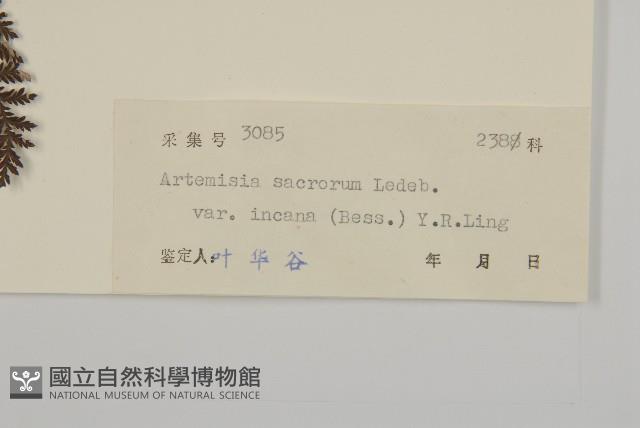 采集号 3085 238 科
Artemisia sacrorum Ledeb.
var. incana (Bess.) Y.R.Ling
鉴定人: 叶华谷 年 月 日
國立自然科學博物館
NATIONAL MUSEUM OF NATURAL SCIENCE